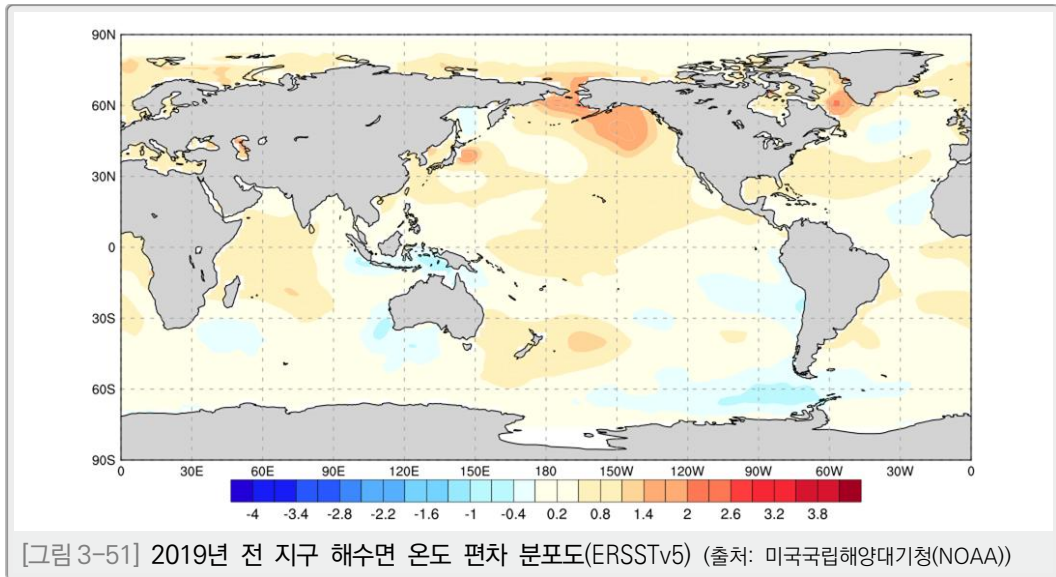 90N
60N
30N
0
30S
60S
90S
0 30E 60E 90E 120E 150E 180 150W 120W 90W 60W 30W 0
-4 -3.4 -2.8 -2.2 -1.6 -1 -0.4 0.2 0.8 1.4 2 2.6 3.2 3.8
[그림 3-51] 2019년 전 지구 해수면 온도 편차 분포도(ERSSTv5) (출처: 미국국립해양대기청(NOAA))